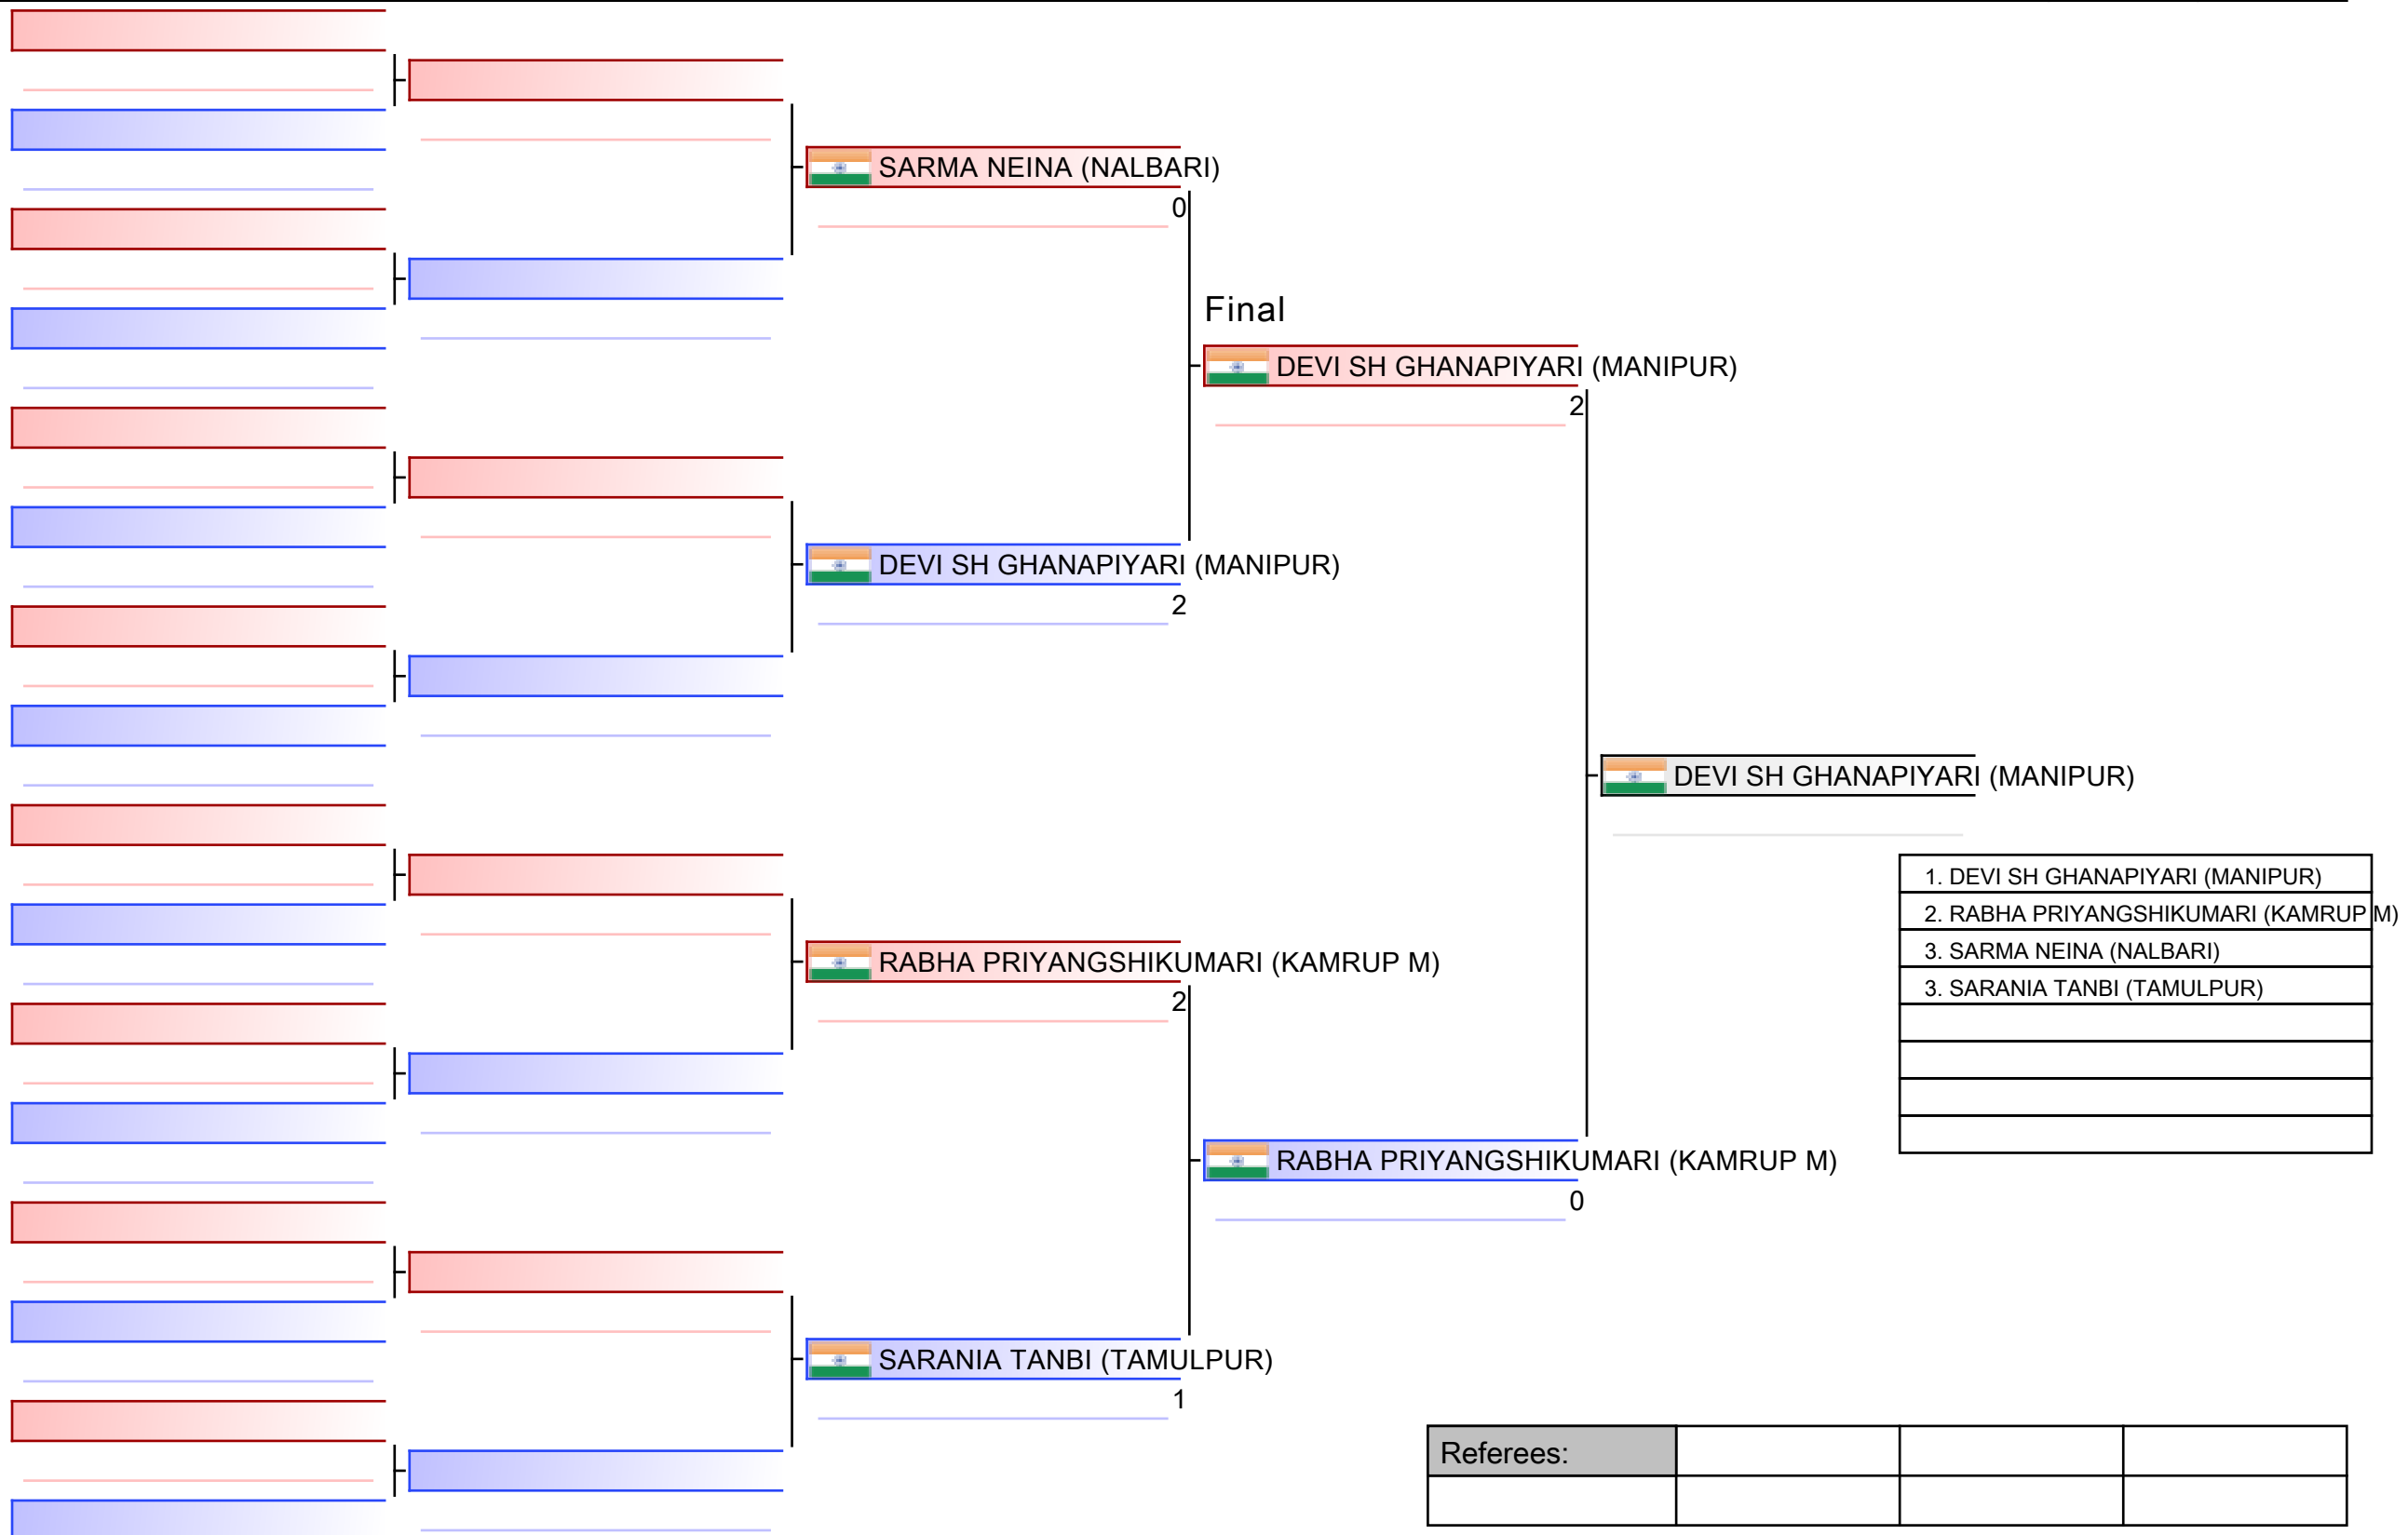 SARMA NEINA (NALBARI)
0
Final
DEVI SH GHANAPIYARI (MANIPUR)
2
DEVI SH GHANAPIYARI (MANIPUR)
2
DEVI SH GHANAPIYARI (MANIPUR)
1. DEVI SH GHANAPIYARI (MANIPUR)
2. RABHA PRIYANGSHIKUMARI (KAMRUP M)
3. SARMA NEINA (NALBARI)
3. SARANIA TANBI (TAMULPUR)
RABHA PRIYANGSHIKUMARI (KAMRUP M)
2
RABHA PRIYANGSHIKUMARI (KAMRUP M)
0
SARANIA TANBI (TAMULPUR)
1
Referees: